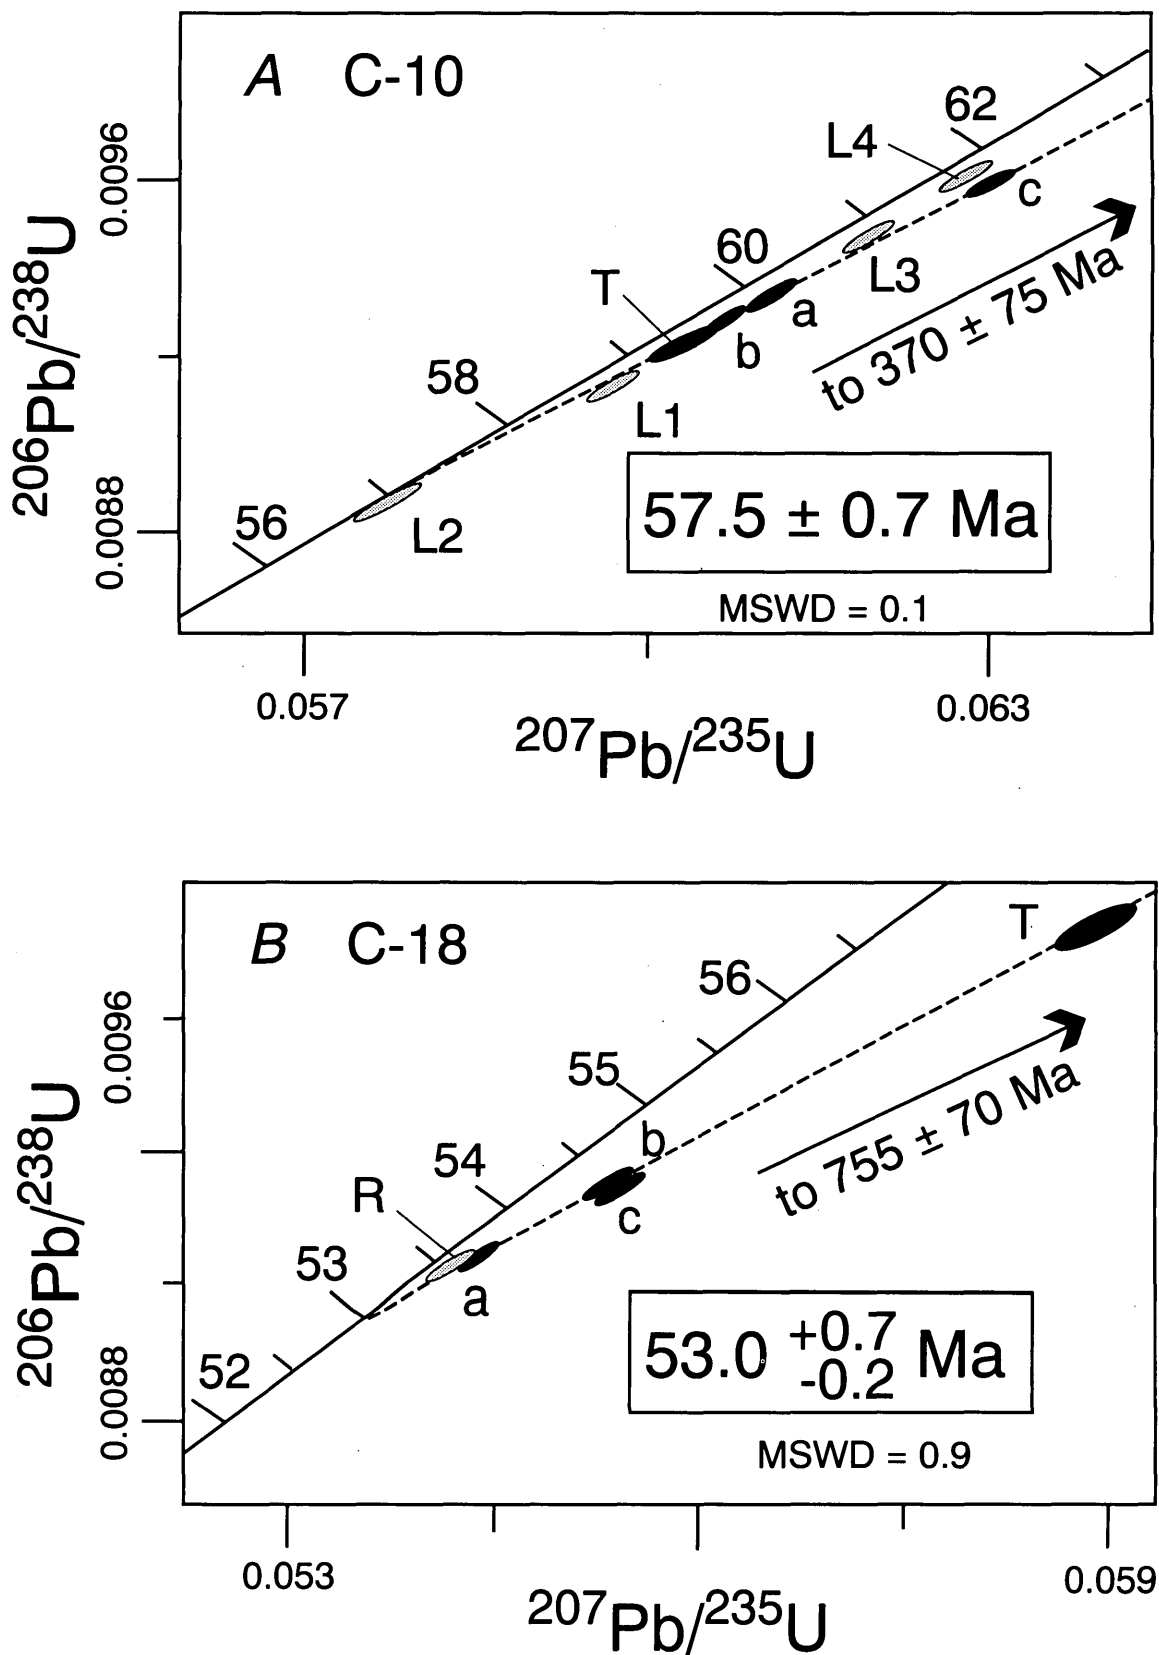 A C-10
62
L4
c
0.0096
60
L3
T
a
b
to 370 ± 75 Ma
58
L1
206Pb/238U
57.5 ± 0.7 Ma
56
L2
0.0088
MSWD = 0.1
0.057
0.063
207Pb/235U
B C-18
T
56
0.0096
55
b
to 755 ± 70 Ma
54
R
c
53
a
206Pb/238U
53.0 +0.7 -0.2 Ma
52
0.0088
MSWD = 0.9
0.053
0.059
207Pb/235U